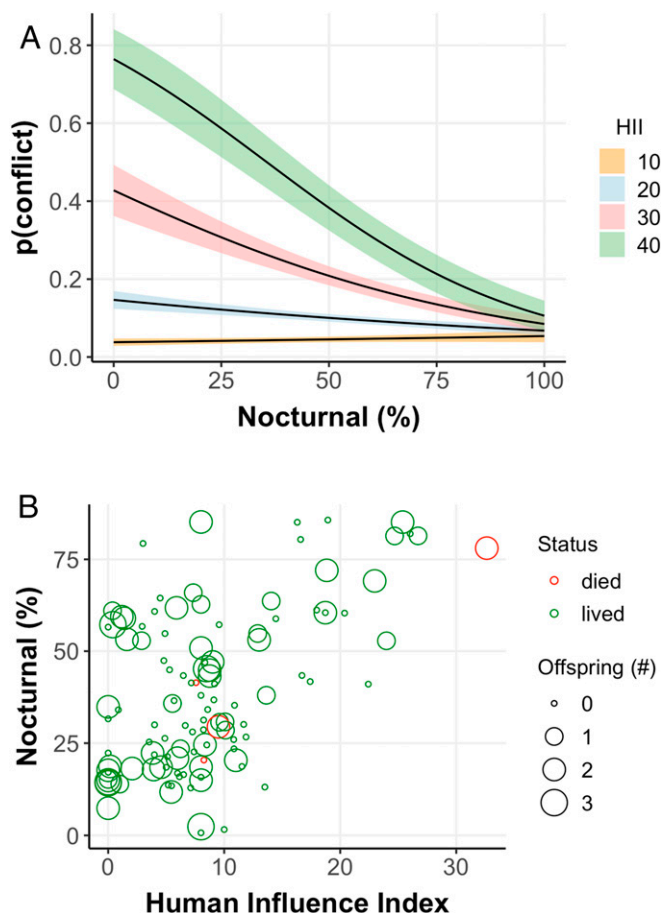 A
0.8
0.6
0.4
0.2
0.0
p(conflict)
0 25 50 75 100
Nocturnal (%)
HII
10
20
30
40
B
75
50
25
0
Nocturnal (%)
0 10 20 30
Human Influence Index
Status
died
lived
Offspring (#)
0
1
2
3